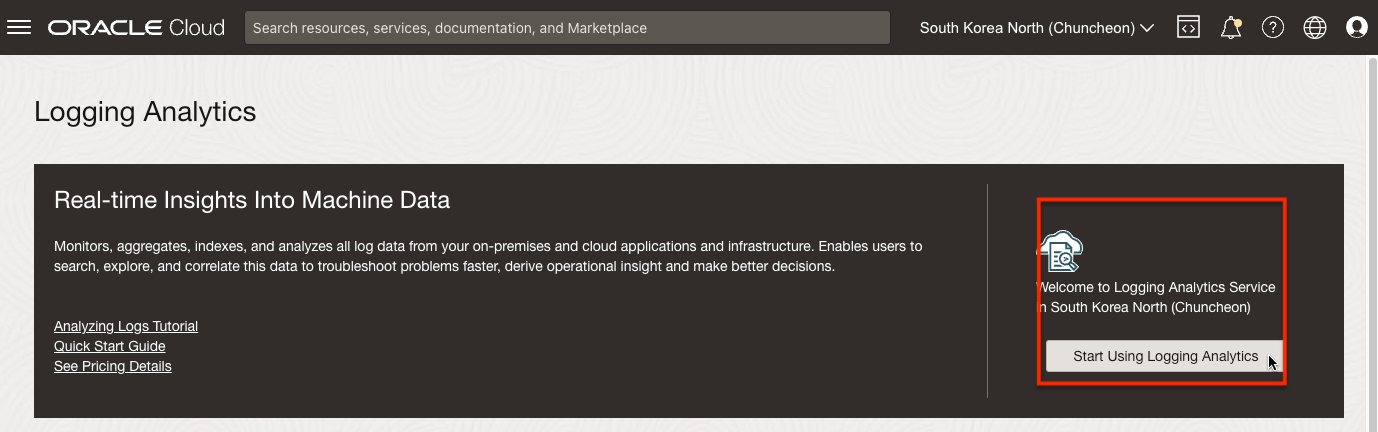 ORACLE Cloud
Search resources, services, documentation, and Marketplace
South Korea North (Chuncheon)
Logging Analytics
Real-time Insights Into Machine Data
Monitors, aggregates, indexes, and analyzes all log data from your on-premises and cloud applications and infrastructure. Enables users to
search, explore, and correlate this data to troubleshoot problems faster, derive operational insight and make better decisions.
Analyzing Logs Tutorial
Quick Start Guide
See Pricing Details
Welcome to Logging Analytics Service
in South Korea North (Chuncheon)
Start Using Logging Analytics